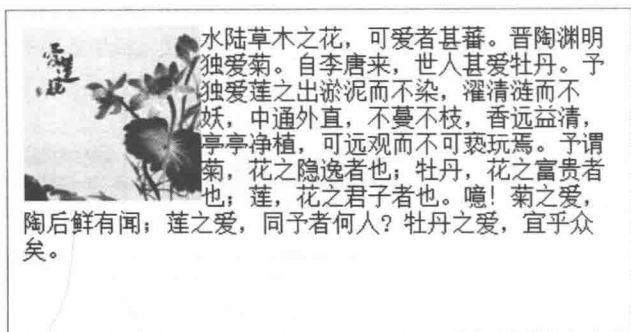 水陆草木之花，可爱者甚蕃。晋陶渊明
独爱菊。自李唐来，世人甚爱牡丹。予
独爱莲之出淤泥而不染，濯清涟而不
妖，中通外直，不蔓不枝，香远益清，
亭亭净植，可远观而不可亵玩焉。予谓
菊，花之隐逸者也；牡丹，花之富贵者
也；莲，花之君子者也。噫！菊之爱，
陶后鲜有闻；莲之爱，同予者何人？牡丹之爱，宜乎众
矣。